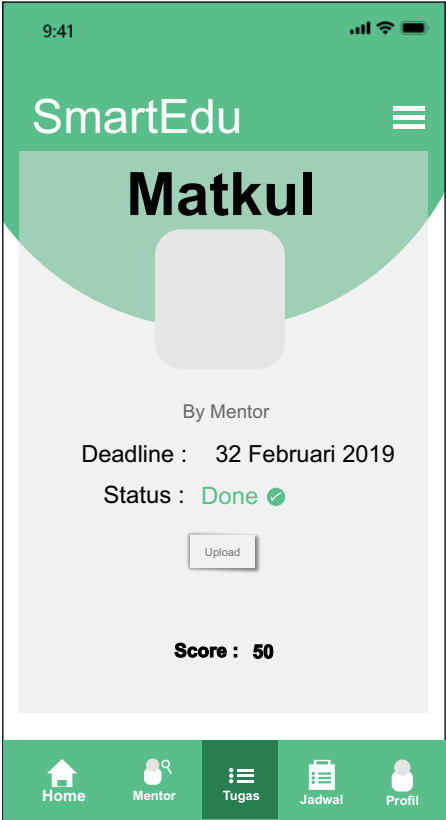 9:41
SmartEdu
Matkul
By Mentor
Deadline : 32 Februari 2019
Status : Done
Upload
Score : 50
Home Mentor Tugas Jadwal Profil